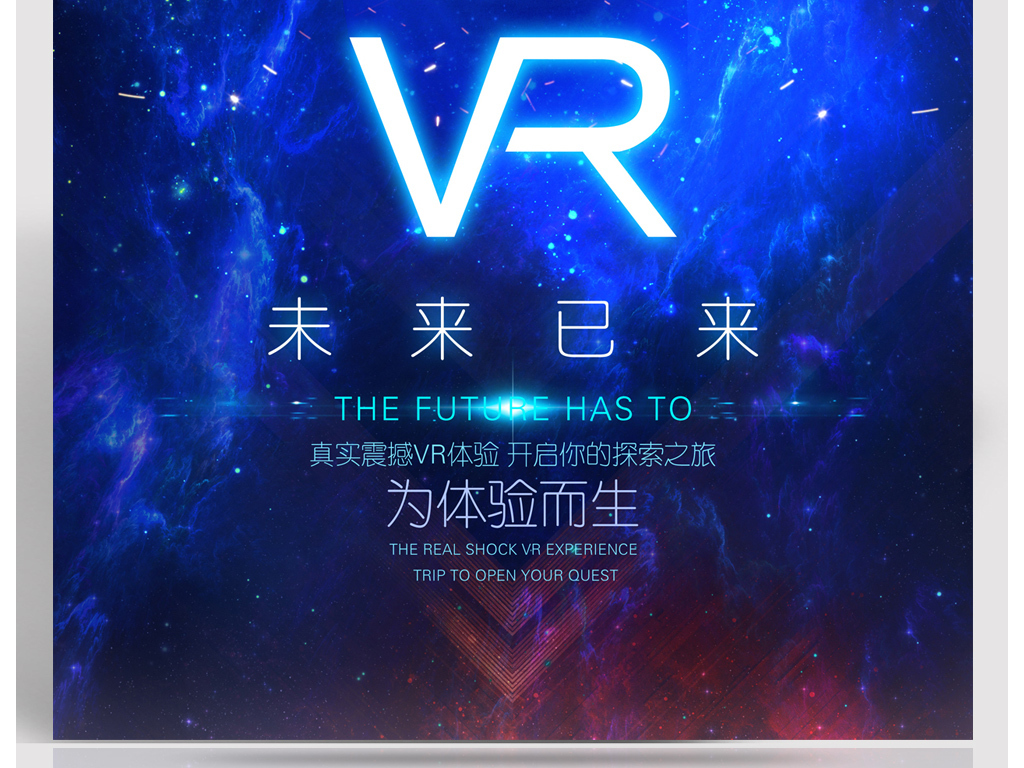 VR
未来已来
THE FUTURE HAS TO
真实震撼VR体验 开启你的探索之旅
为体验而生
THE REAL SHOCK VR EXPERIENCE
TRIP TO OPEN YOUR QUEST